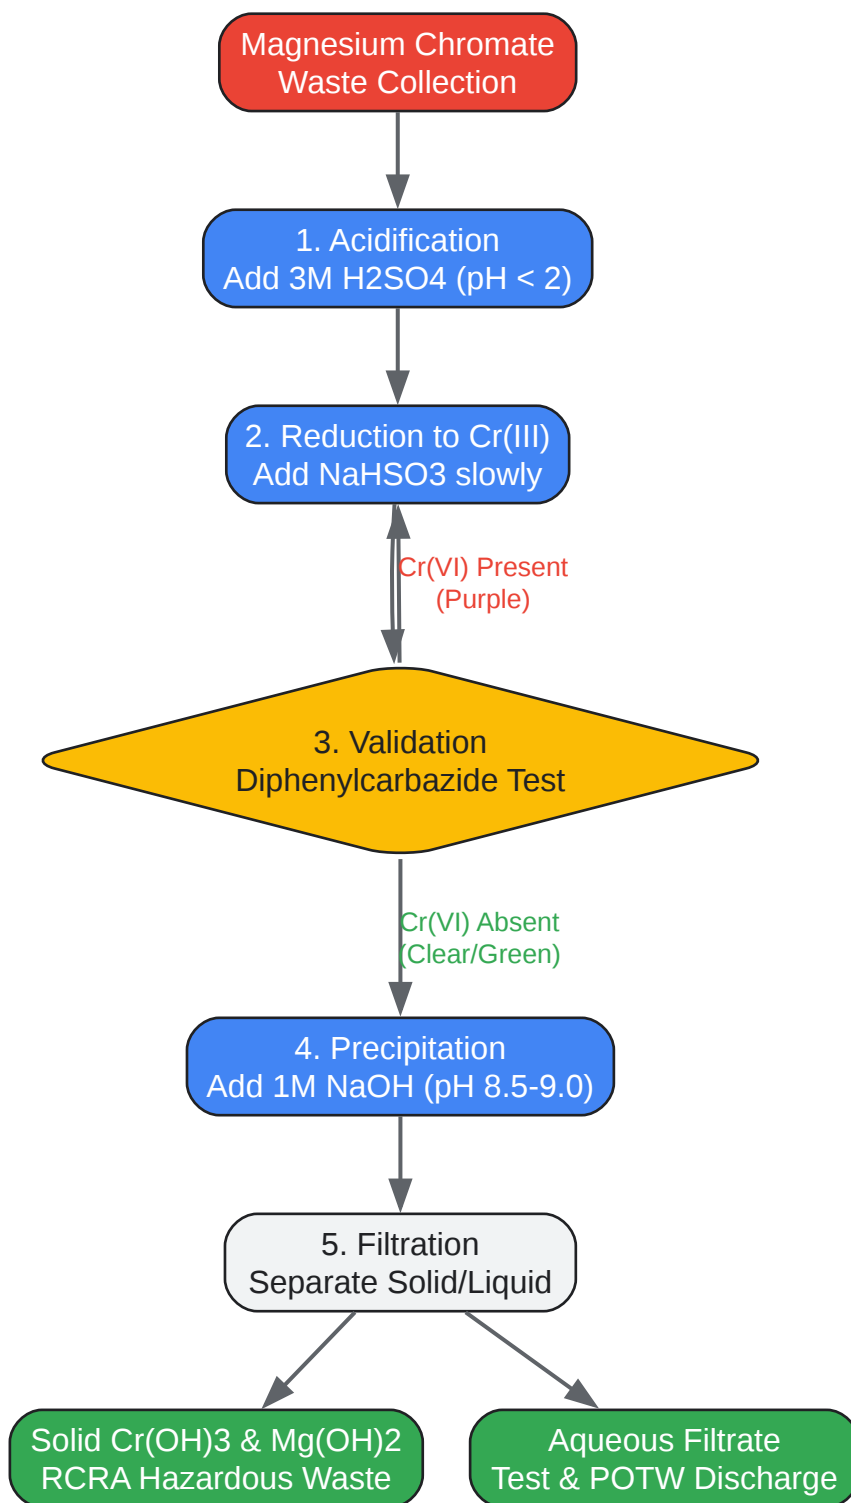 Magnesium Chromate
Waste Collection
1. Acidification
Add 3M H2SO4 (pH < 2)
2. Reduction to Cr(III)
Add NaHSO3 slowly
Cr(VI) Present
(Purple)
3. Validation
Diphenylcarbazide Test
Cr(VI) Absent
(Clear/Green)
4. Precipitation
Add 1M NaOH (pH 8.5-9.0)
5. Filtration
Separate Solid/Liquid
Solid Cr(OH)3 & Mg(OH)2
RCRA Hazardous Waste
Aqueous Filtrate
Test & POTW Discharge